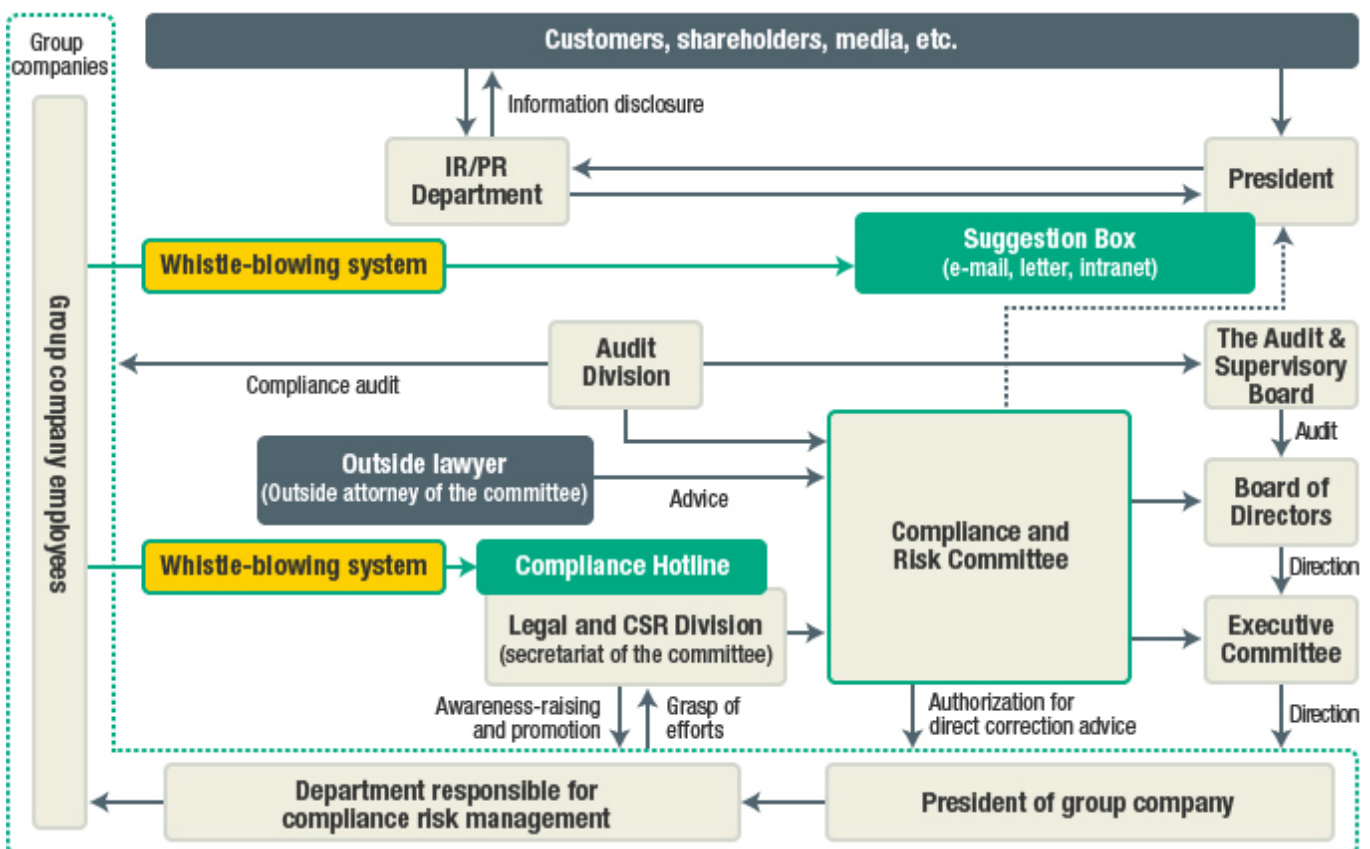 Group
companies
Customers, shareholders, media, etc.
Information disclosure
IR/PR
Department
President
Whistle-blowing system
Suggestion Box
(e-mail, letter, intranet)
Group company employees
Audit
Division
Compliance audit
The Audit &
Supervisory
Board
Audit
Outside lawyer
(Outside attorney of the committee)
Advice
Compliance and
Risk Committee
Board of
Directors
Direction
Whistle-blowing system
Compliance Hotline
Legal and CSR Division
(secretariat of the committee)
Executive
Committee
Awareness-raising
and promotion
Grasp of
efforts
Authorization for
direct correction advice
Direction
Department responsible for
compliance risk management
President of group company